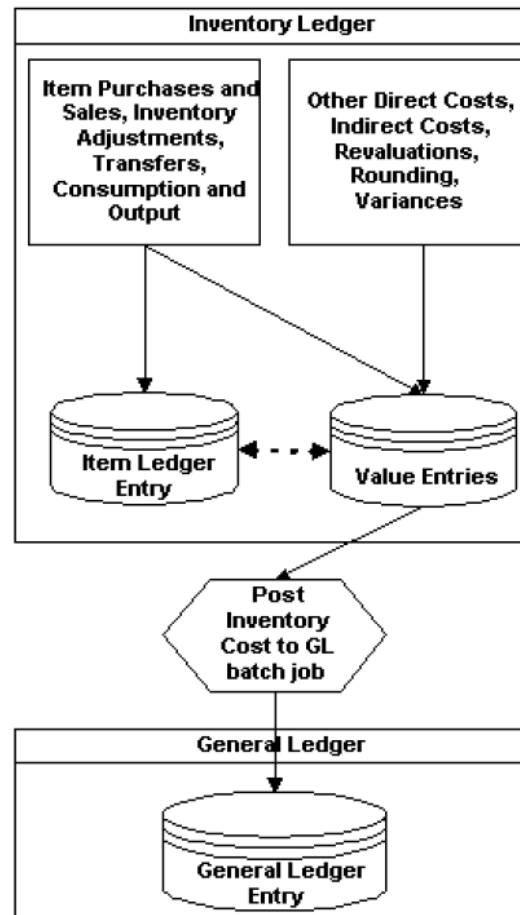 Inventory Ledger
Item Purchases and
Sales, Inventory
Adjustments,
Transfers,
Consumption and
Output
Other Direct Costs,
Indirect Costs,
Revaluations,
Rounding,
Variances
Item Ledger
Entry
Value Entries
Post
Inventory
Cost to GL
batch job
General Ledger
General Ledger
Entry